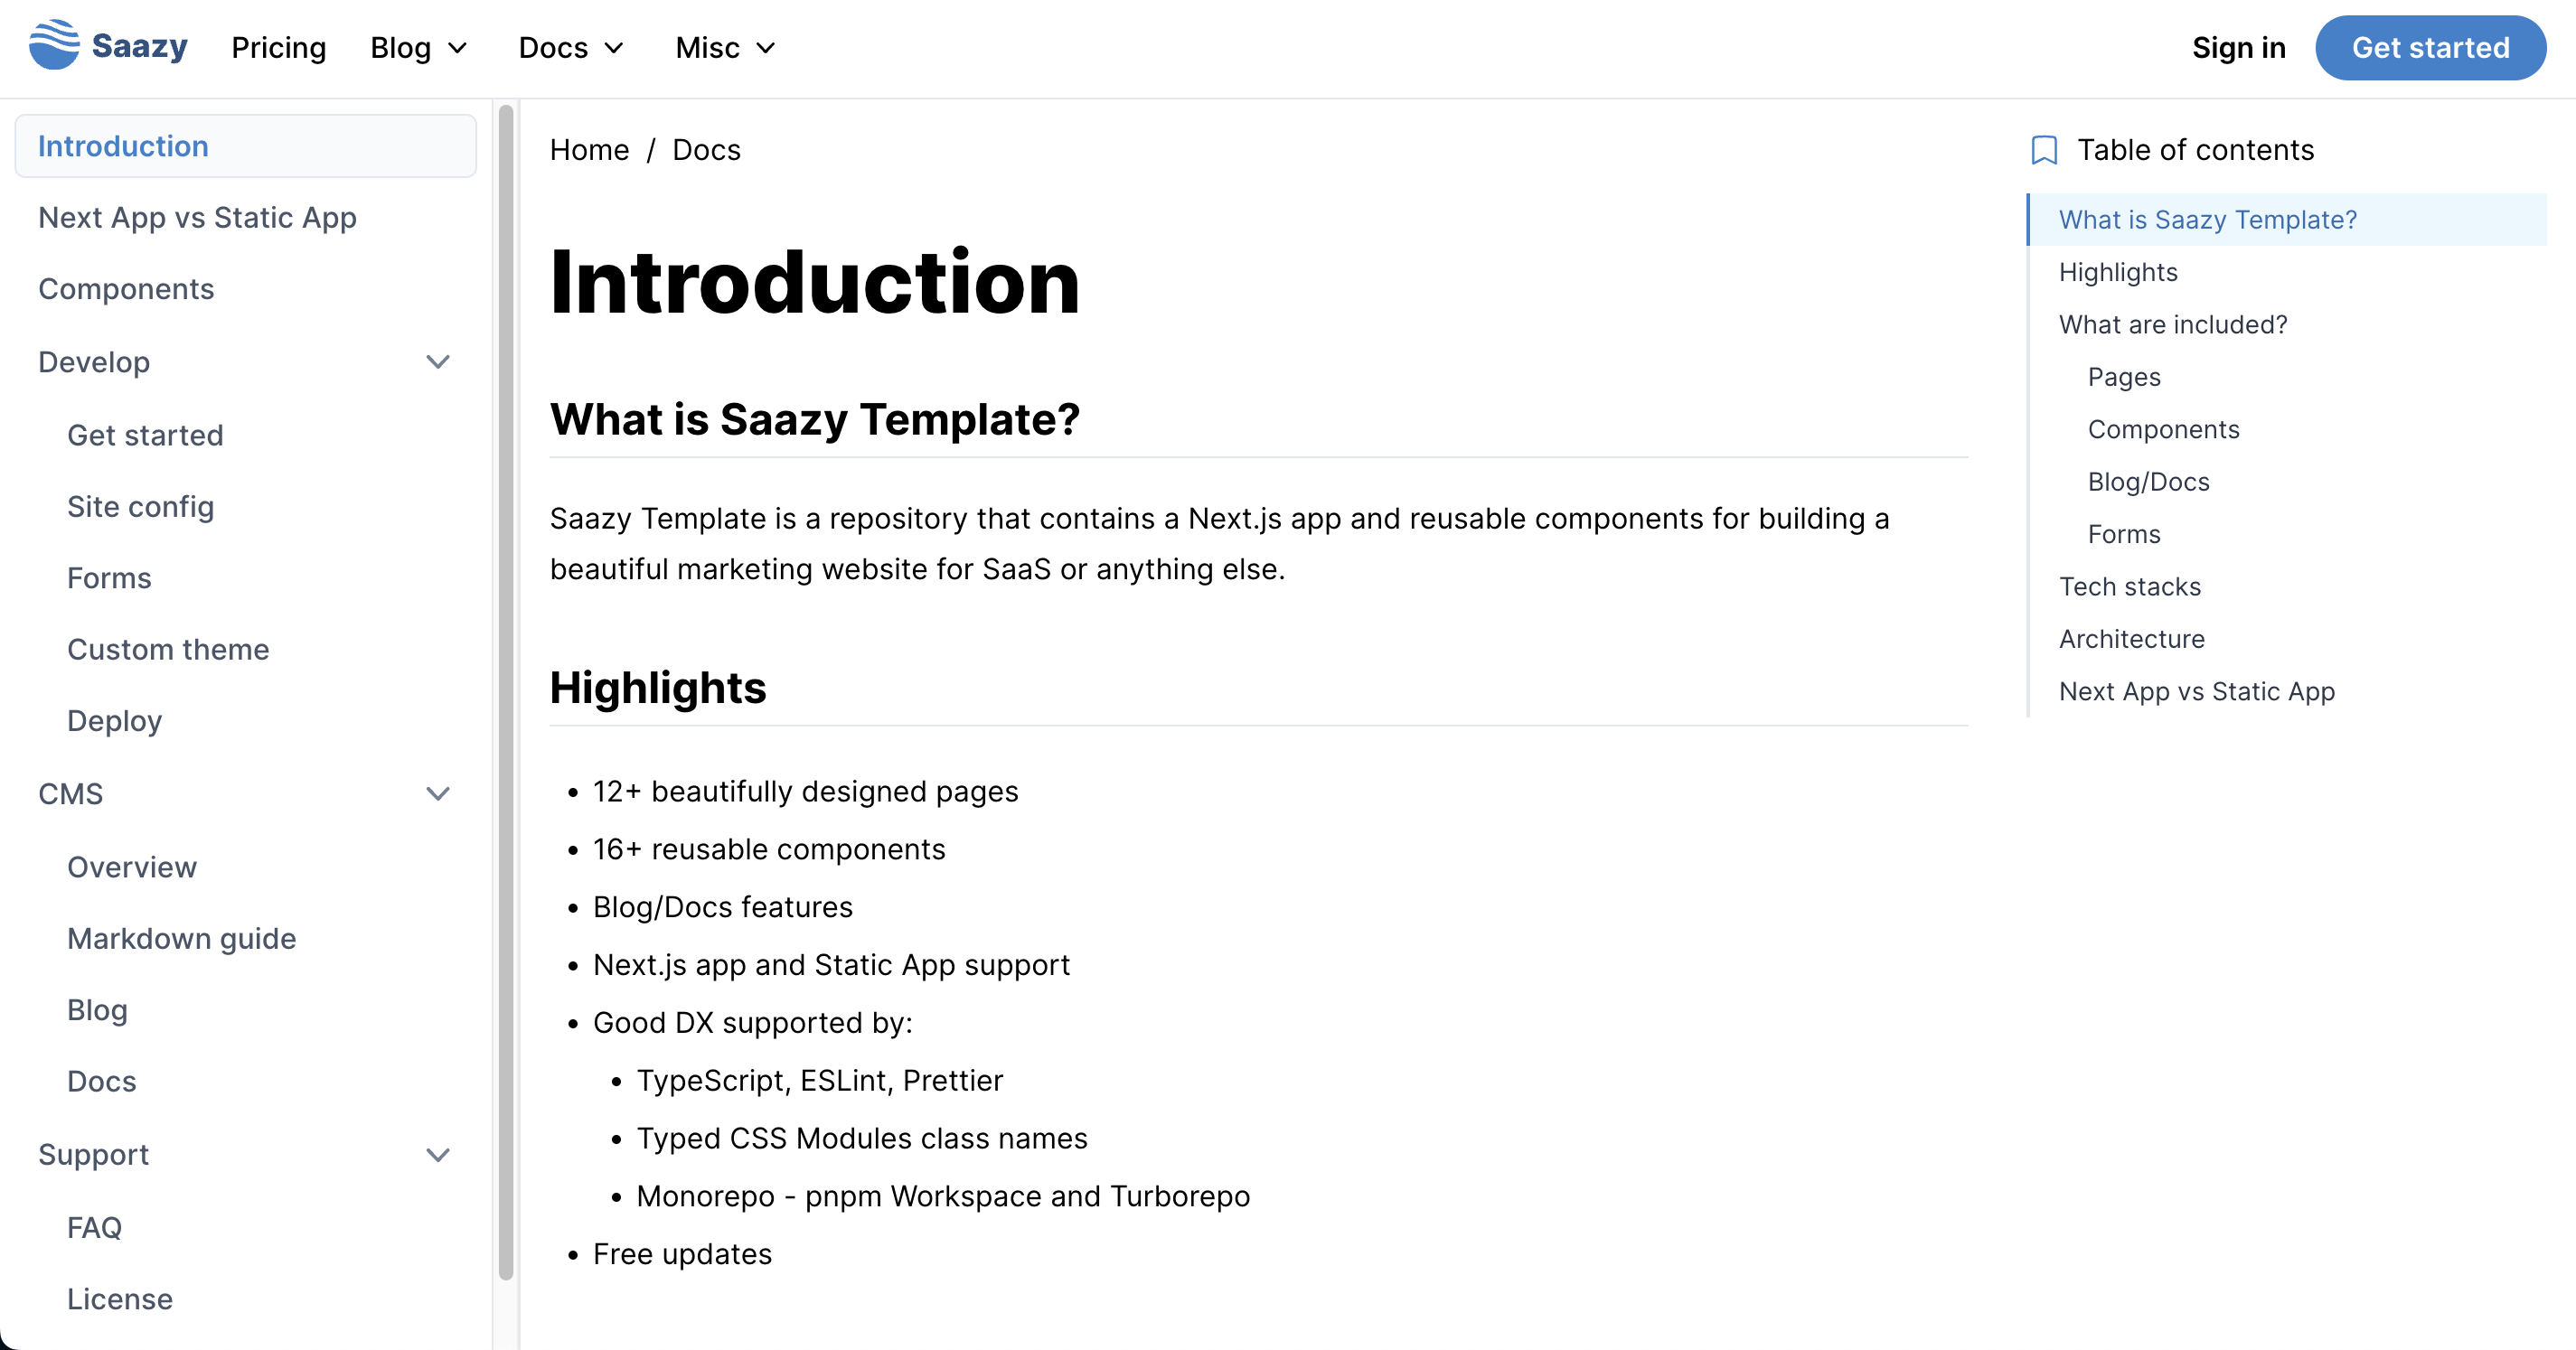 Saazy
Pricing
Blog
Docs
Misc
Sign in
Get started
Introduction
Next App vs Static App
Components
Develop
Get started
Site config
Forms
Custom theme
Deploy
CMS
Overview
Markdown guide
Blog
Docs
Support
FAQ
License
Home / Docs
Introduction
What is Saazy Template?
Saazy Template is a repository that contains a Next.js app and reusable components for building a
beautiful marketing website for SaaS or anything else.
Highlights
• 12+ beautifully designed pages
• 16+ reusable components
• Blog/Docs features
• Next.js app and Static App support
• Good DX supported by:
• TypeScript, ESLint, Prettier
• Typed CSS Modules class names
• Monorepo - pnpm Workspace and Turborepo
• Free updates
Table of contents
What is Saazy Template?
Highlights
What are included?
Pages
Components
Blog/Docs
Forms
Tech stacks
Architecture
Next App vs Static App